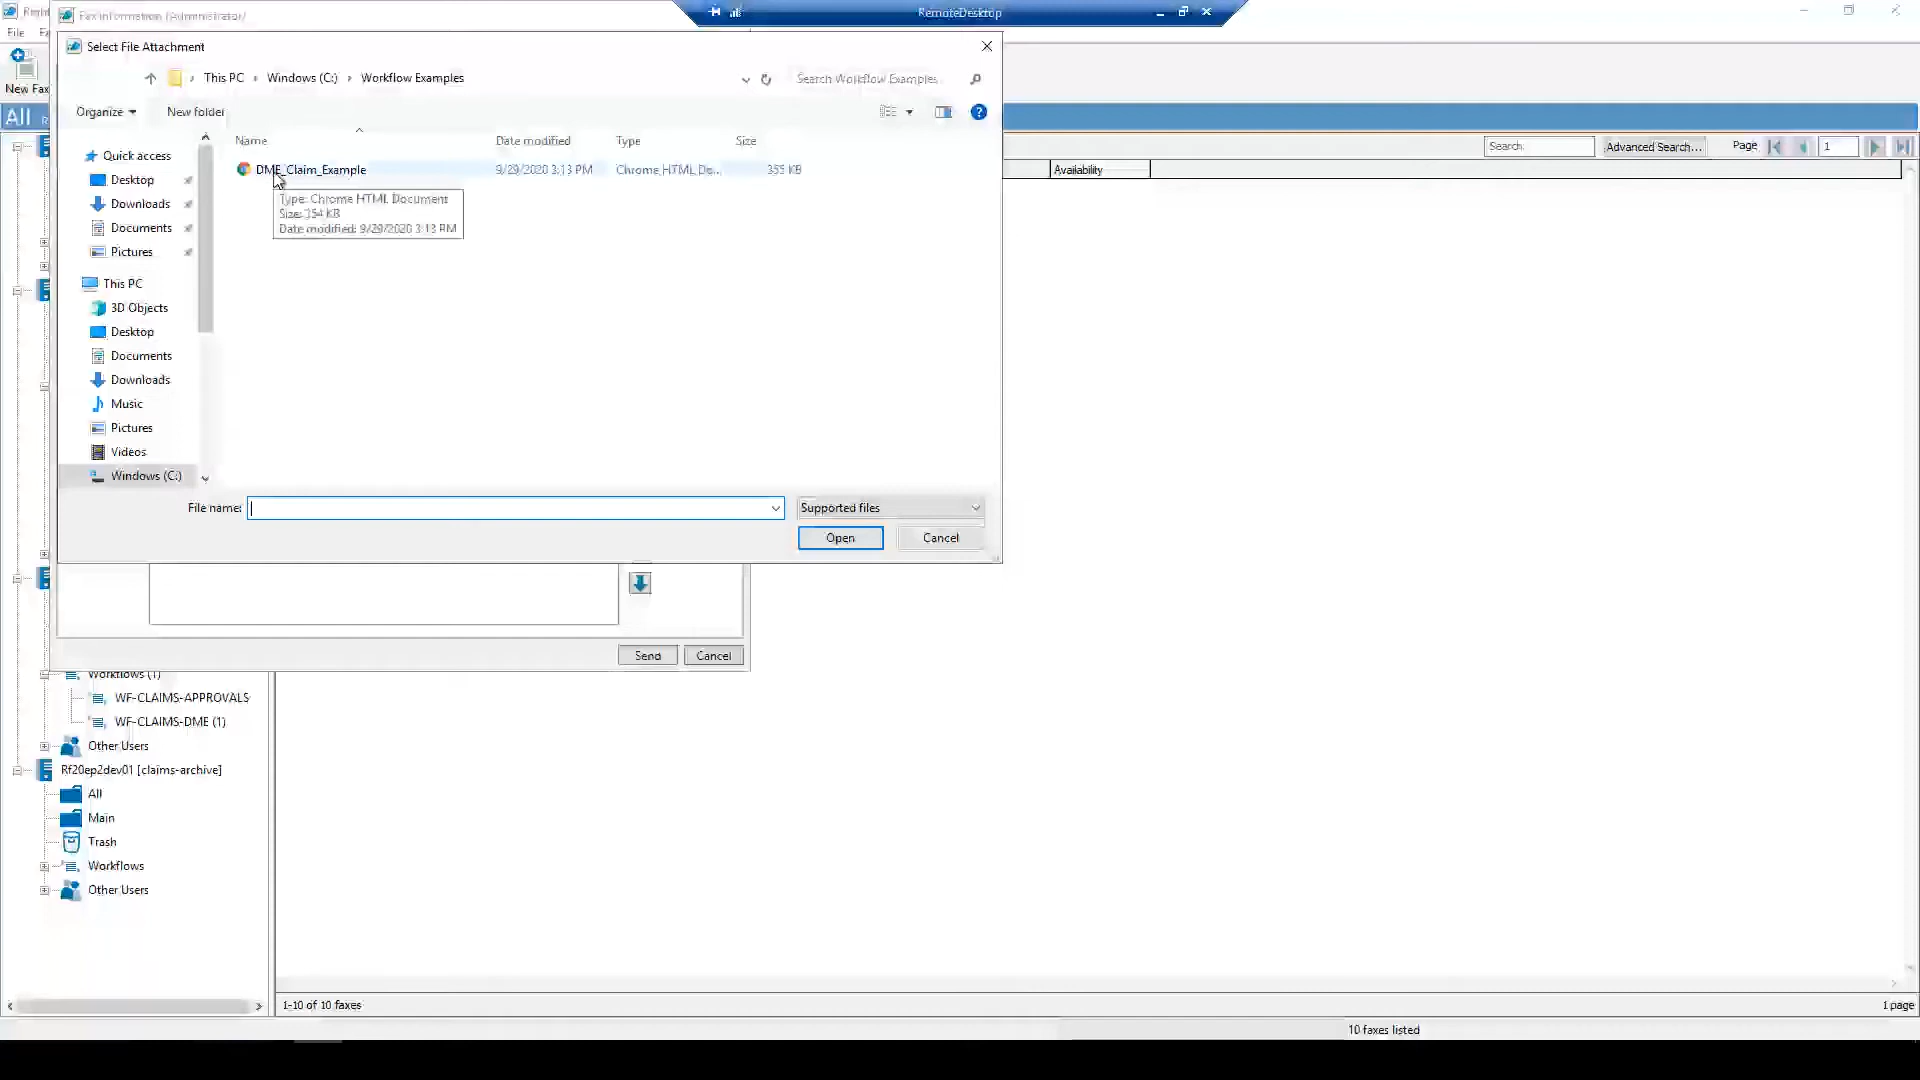 Fax Information (Administrator)
RemoteDesktop
File
Select File Attachment
This PC
Windows (C:)
Workflow Examples
Search Workflow Examples
New Fax
Organize
New folder
All
Name
Date modified
Type
Size
Quick access
DME_Claim_Example
9/29/2020 3:13 PM
Chrome HTML Do...
355 KB
Search:
Advanced Search...
Page
1
Availability
Desktop
Type: Chrome HTML Document
Size: 354 KB
Date modified: 9/29/2020 3:13 PM
Downloads
Documents
Pictures
This PC
3D Objects
Desktop
Documents
Downloads
Music
Pictures
Videos
Windows (C:)
File name:
Supported files
Open
Cancel
Send
Cancel
Workflows (1)
WF-CLAIMS-APPROVALS
WF-CLAIMS-DME (1)
Other Users
Rf20ep2dev01 [claims-archive]
All
Main
Trash
Workflows
Other Users
1-10 of 10 faxes
1 page
10 faxes listed